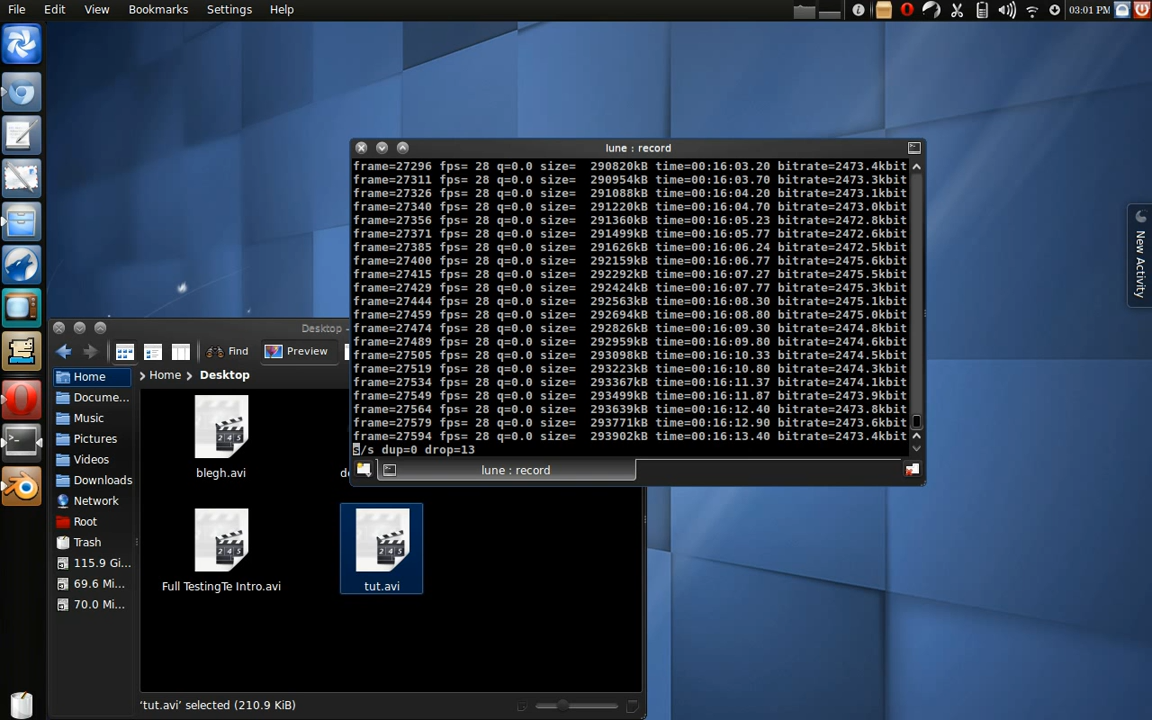 File Edit View Bookmarks Settings Help
03:01 PM
lune : record
frame=27296 fps= 28 q=0.0 size=  290820kB time=00:16:03.20 bitrate=2473.4kbit
frame=27311 fps= 28 q=0.0 size=  290954kB time=00:16:03.70 bitrate=2473.3kbit
frame=27326 fps= 28 q=0.0 size=  291088kB time=00:16:04.20 bitrate=2473.1kbit
frame=27340 fps= 28 q=0.0 size=  291220kB time=00:16:04.70 bitrate=2473.0kbit
frame=27356 fps= 28 q=0.0 size=  291360kB time=00:16:05.23 bitrate=2472.8kbit
frame=27371 fps= 28 q=0.0 size=  291499kB time=00:16:05.77 bitrate=2472.6kbit
frame=27385 fps= 28 q=0.0 size=  291626kB time=00:16:06.24 bitrate=2472.5kbit
frame=27400 fps= 28 q=0.0 size=  292159kB time=00:16:06.77 bitrate=2475.6kbit
frame=27415 fps= 28 q=0.0 size=  292292kB time=00:16:07.27 bitrate=2475.5kbit
frame=27429 fps= 28 q=0.0 size=  292424kB time=00:16:07.77 bitrate=2475.3kbit
frame=27444 fps= 28 q=0.0 size=  292563kB time=00:16:08.30 bitrate=2475.1kbit
frame=27459 fps= 28 q=0.0 size=  292694kB time=00:16:08.80 bitrate=2475.0kbit
frame=27474 fps= 28 q=0.0 size=  292826kB time=00:16:09.30 bitrate=2474.8kbit
frame=27489 fps= 28 q=0.0 size=  292959kB time=00:16:09.80 bitrate=2474.6kbit
frame=27505 fps= 28 q=0.0 size=  293098kB time=00:16:10.33 bitrate=2474.5kbit
frame=27519 fps= 28 q=0.0 size=  293223kB time=00:16:10.80 bitrate=2474.3kbit
frame=27534 fps= 28 q=0.0 size=  293367kB time=00:16:11.37 bitrate=2474.1kbit
frame=27549 fps= 28 q=0.0 size=  293499kB time=00:16:11.87 bitrate=2473.9kbit
frame=27564 fps= 28 q=0.0 size=  293639kB time=00:16:12.40 bitrate=2473.8kbit
frame=27579 fps= 28 q=0.0 size=  293771kB time=00:16:12.90 bitrate=2473.6kbit
frame=27594 fps= 28 q=0.0 size=  293902kB time=00:16:13.40 bitrate=2473.4kbit
s/s dup=0 drop=13
lune : record
New Activity
Desktop -
Find Preview
Home
Docume...
Music
Pictures
Videos
Downloads
Network
Root
Trash
115.9 Gi...
69.6 Mi...
70.0 Mi...
Home Desktop
blegh.avi
Full TestingTe Intro.avi
tut.avi
‘tut.avi’ selected (210.9 KiB)